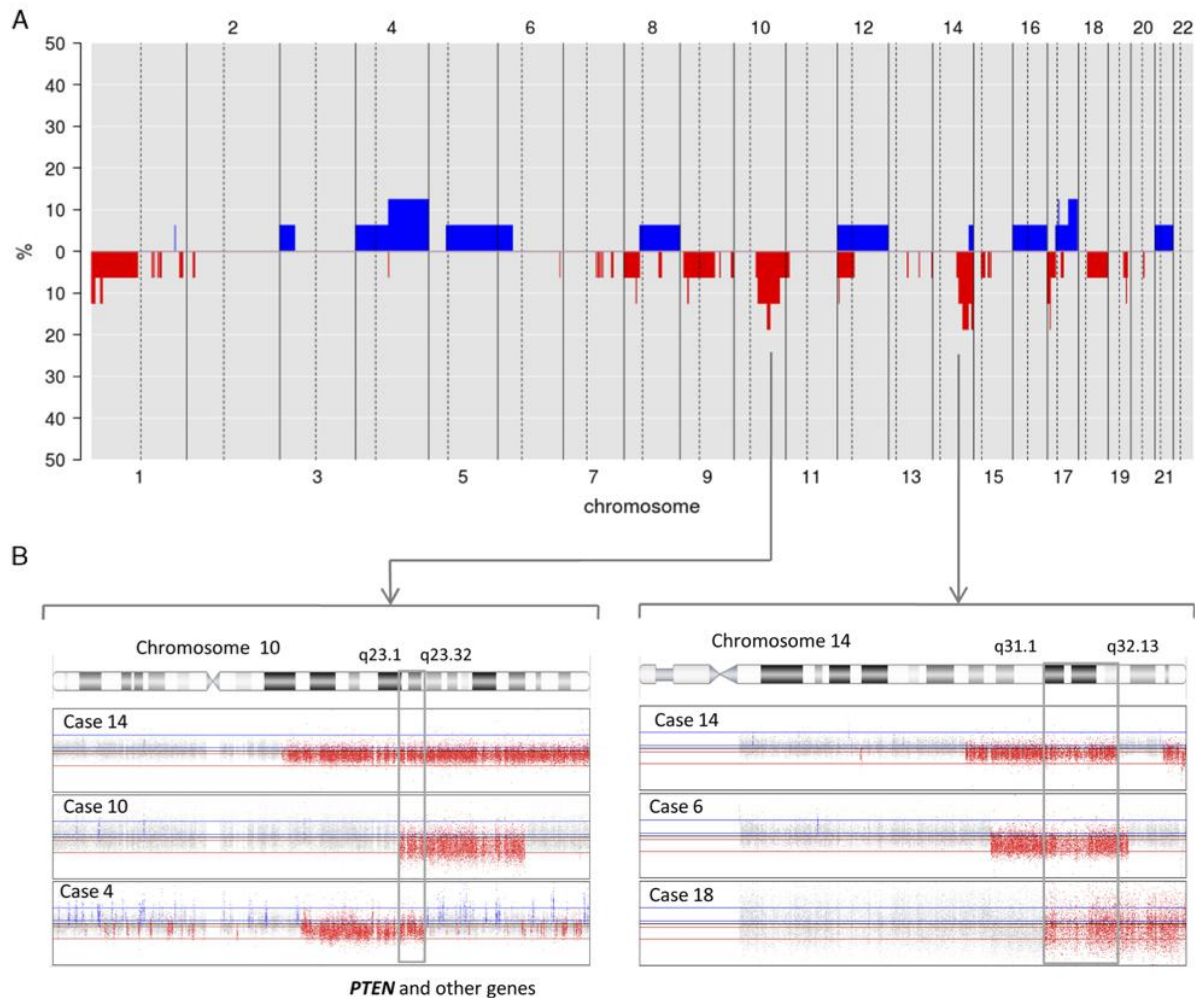 A
2 4 6 8 10 12 14 16 18 20 22
50
40
30
20
10
0
10
20
30
40
50
%
1 3 5 7 9 11 13 15 17 19 21
chromosome
B
Chromosome 10
q23.1 q23.32
Case 14
Case 10
Case 4
PTEN and other genes
Chromosome 14
q31.1 q32.13
Case 14
Case 6
Case 18